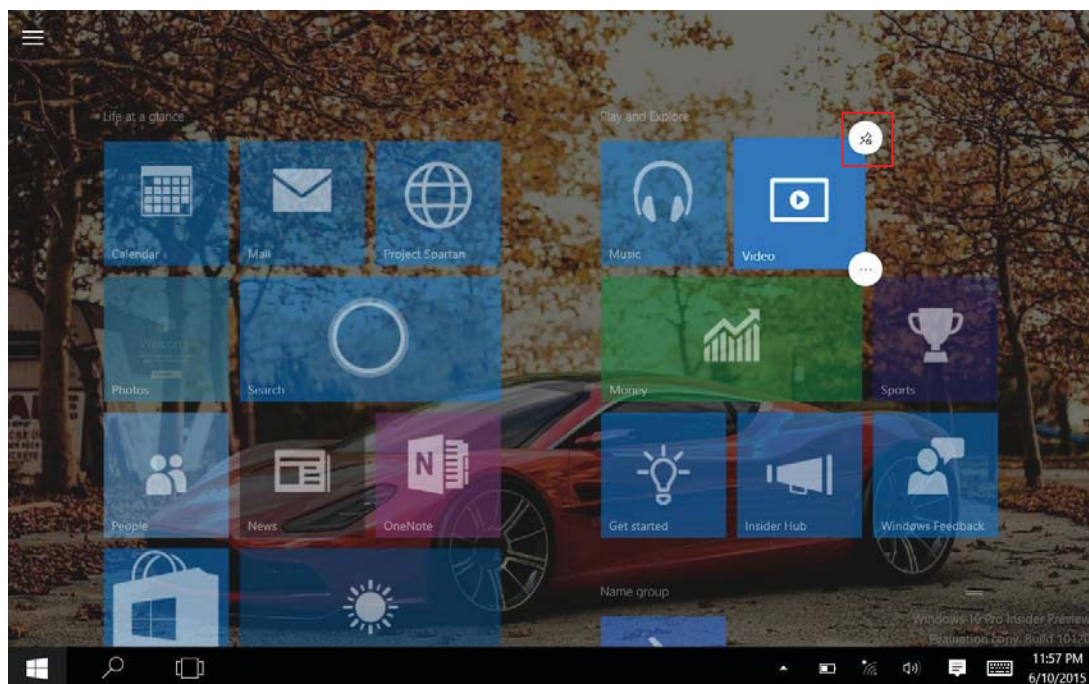 Life at a glance
Play and Explore
Calendar
Mail
Project Spartan
Music
Video
Welcome
Photos
Search
Money
Sports
People
News
N
OneNote
Get started
Insider Hub
Windows Feedback
Name group
Windows 10 Pro Insider Preview
Evaluation copy. Build
11:57 PM
6/10/2015